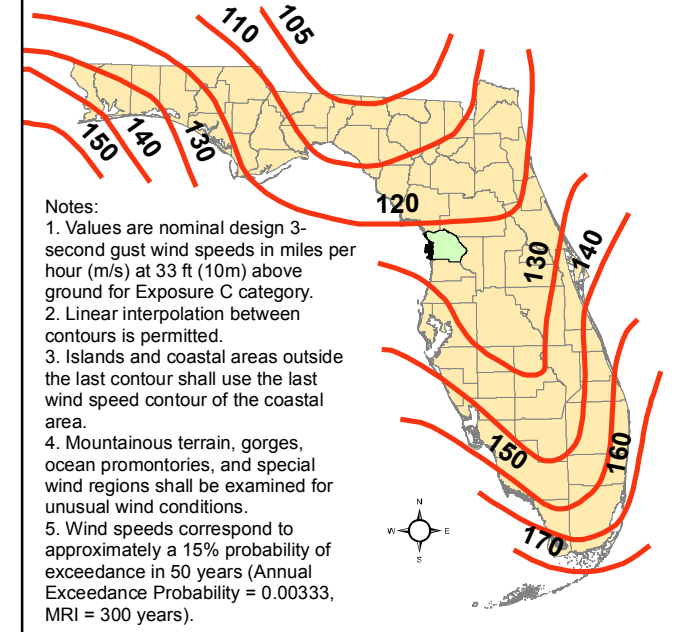 105
110
150
140
130
120
130
140
150
160
170
N
W E
S
Notes:
1. Values are nominal design 3-
second gust wind speeds in miles per
hour (m/s) at 33 ft (10m) above
ground for Exposure C category.
2. Linear interpolation between
contours is permitted.
3. Islands and coastal areas outside
the last contour shall use the last
wind speed contour of the coastal
area.
4. Mountainous terrain, gorges,
ocean promontories, and special
wind regions shall be examined for
unusual wind conditions.
5. Wind speeds correspond to
approximately a 15% probability of
exceedance in 50 years (Annual
Exceedance Probability = 0.00333,
MRI = 300 years).